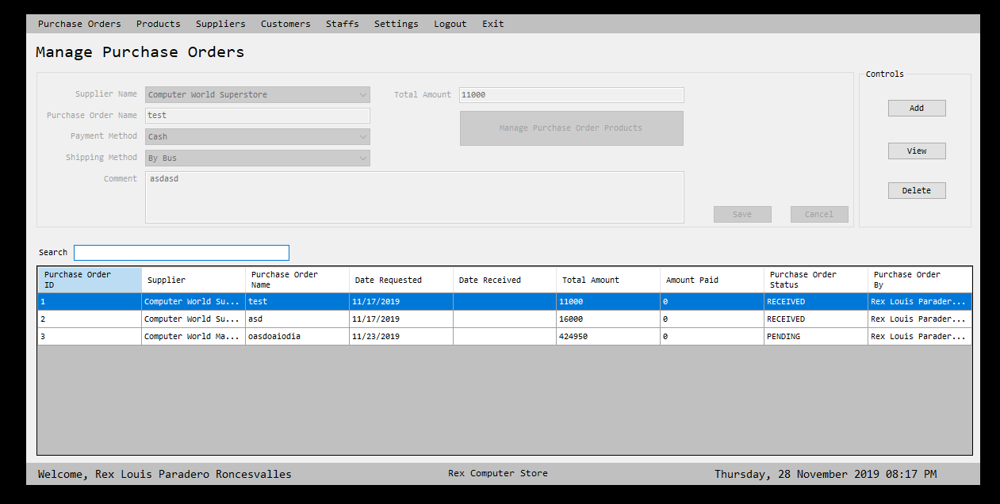 Purchase Orders Products Suppliers Customers Staffs Settings Logout Exit
Manage Purchase Orders
Controls
Supplier Name Computer World Superstore Total Amount 11000
Add
Purchase Order Name test
Manage Purchase Order Products
Payment Method Cash
View
Shipping Method By Bus
Comment asdasd
Delete
Save Cancel
Search
Purchase Order ID Supplier Purchase Order Name Date Requested Date Received Total Amount Amount Paid Purchase Order Status Purchase Order By
1 Computer World Su... test 11/17/2019 11000 0 RECEIVED Rex Louis Parader...
2 Computer World Su... asd 11/17/2019 16000 0 RECEIVED Rex Louis Parader...
3 Computer World Ma... oasdoaiodia 11/23/2019 424950 0 PENDING Rex Louis Parader...
Welcome, Rex Louis Paradero Roncesvalles Rex Computer Store Thursday, 28 November 2019 08:17 PM